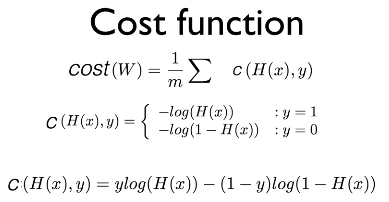 Cost function
cost(W) = 1/m ∑ c(H(x), y)
C(H(x), y) = { -log(H(x)) : y = 1
-log(1 - H(x)) : y = 0
C:(H(x), y) = ylog(H(x)) - (1 - y)log(1 - H(x))